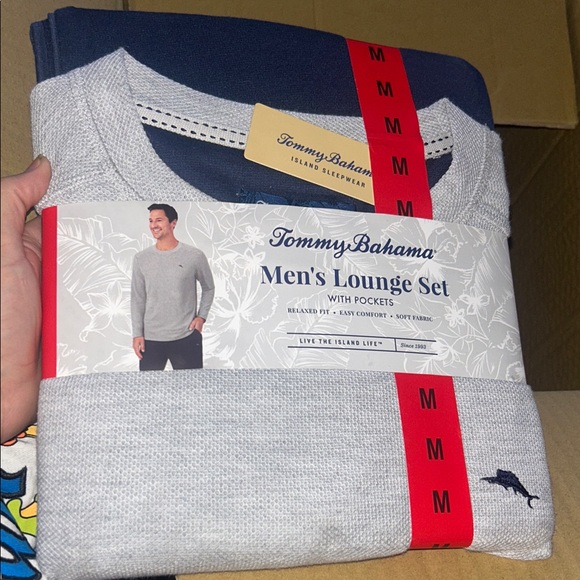 M
M
M
M
M
Tommy Bahama
ISLAND SLEEPWEAR
Tommy Bahama
Men's Lounge Set
WITH POCKETS
RELAXED FIT • EASY COMFORT • SOFT FABRIC
LIVE THE ISLAND LIFE™ Since 1993
M
M
M
M